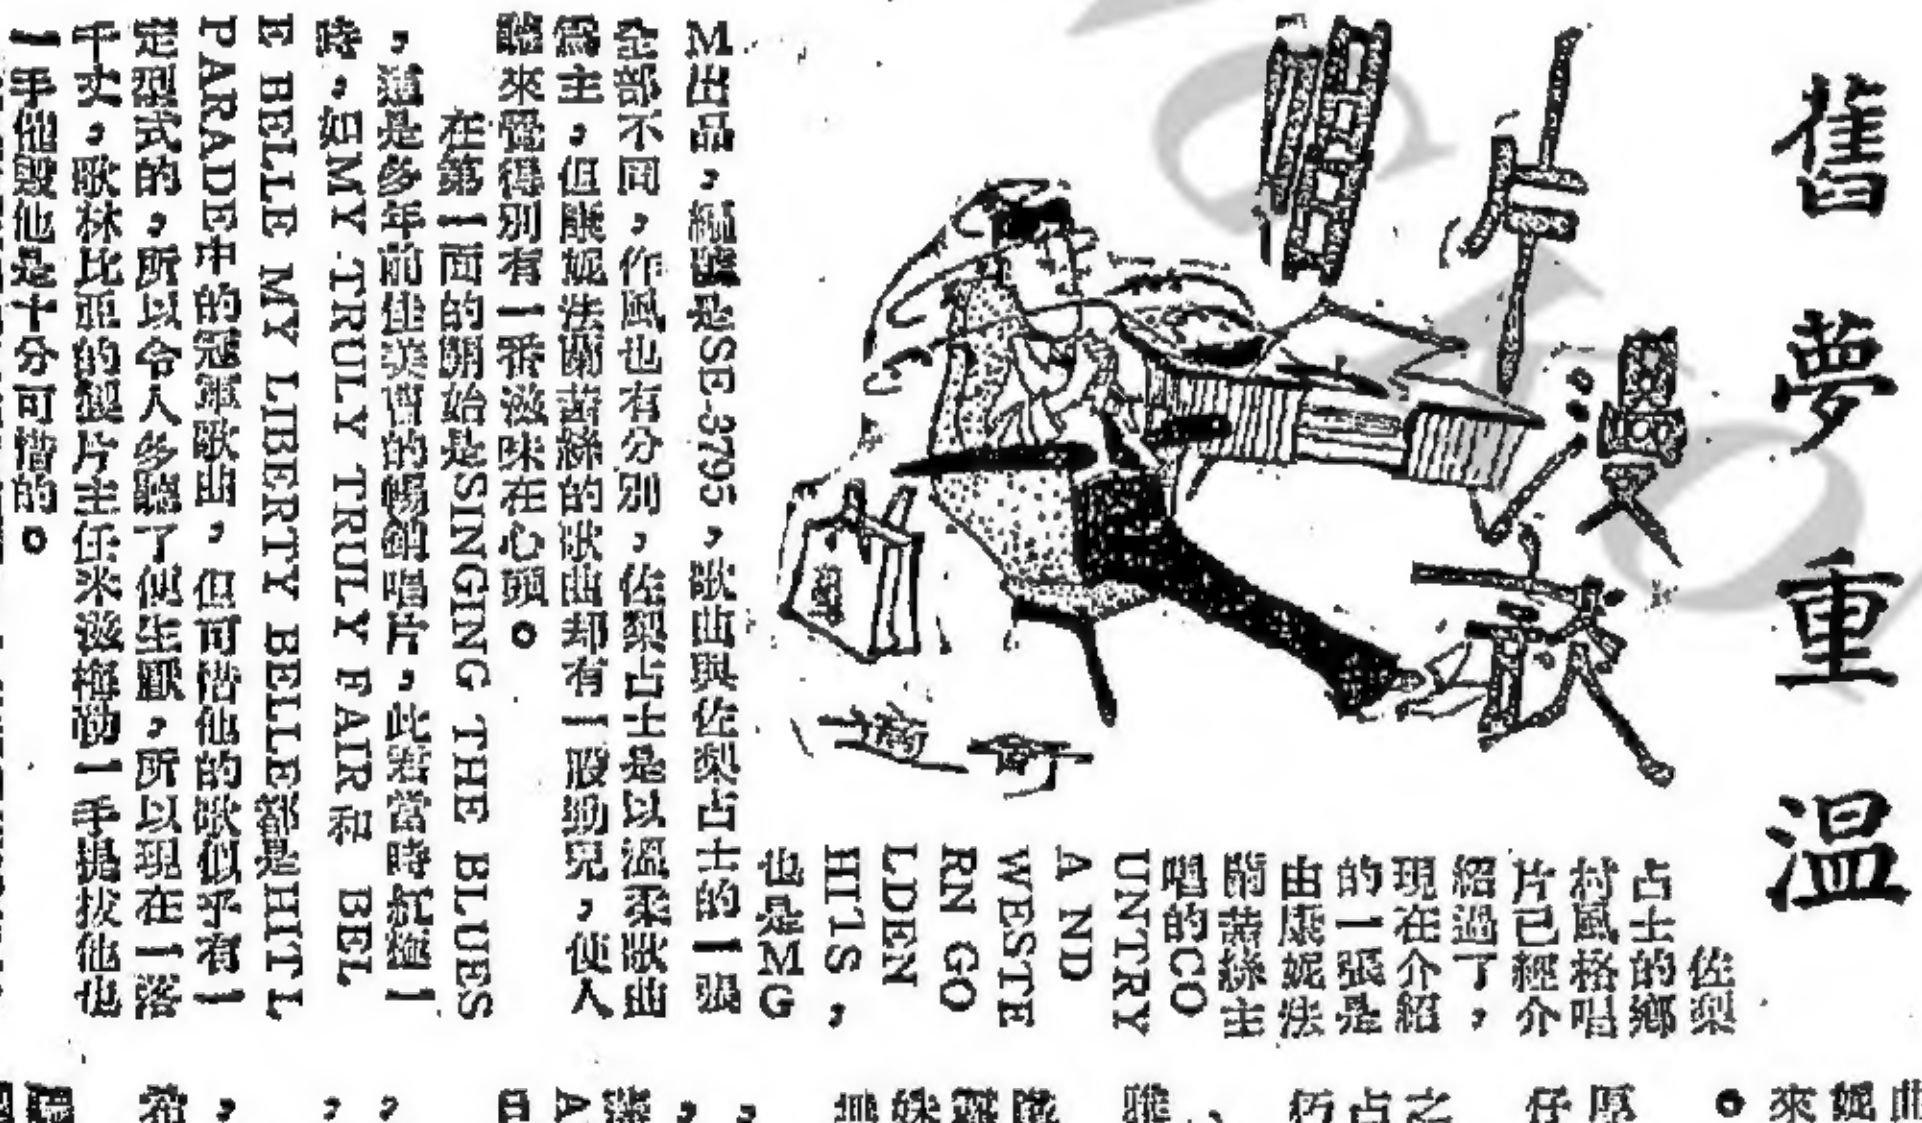 舊夢重溫
唱片漫談
佐梨
占士的鄉
村風格唱
片已經介
紹過了，
現在介紹
的一張是
由康妮法
蘭茜絲主
唱的CO
UNTRY
AND
WESTE
RN GO
LDEN
HITS，
也是MG
M出品，編號是SE-3795，歌曲與佐梨占士的一張
全部不同，作風也有分別，佐梨占士是以溫柔歌曲
爲主，但康妮法蘭茜絲的歌曲却有一股勁兒，使人
聽來覺得別有一番滋味在心頭。
在第一面的開始是SINGING THE BLUES
，這是多年前佳美賓的暢銷唱片，此君當時紅極一
時，如MY TRULY TRULY FAIR和 BEL
E BELLE MY LIBERTY BELLE都是HIT
PARADE中的冠軍歌曲，但可惜他的歌似乎有一
定型式的，所以令人多聽了便生厭，所以現在一落
千丈，歌林比亞的製片主任米滋梅勒一手提拔他也
一手他毀他是十分可惜的。